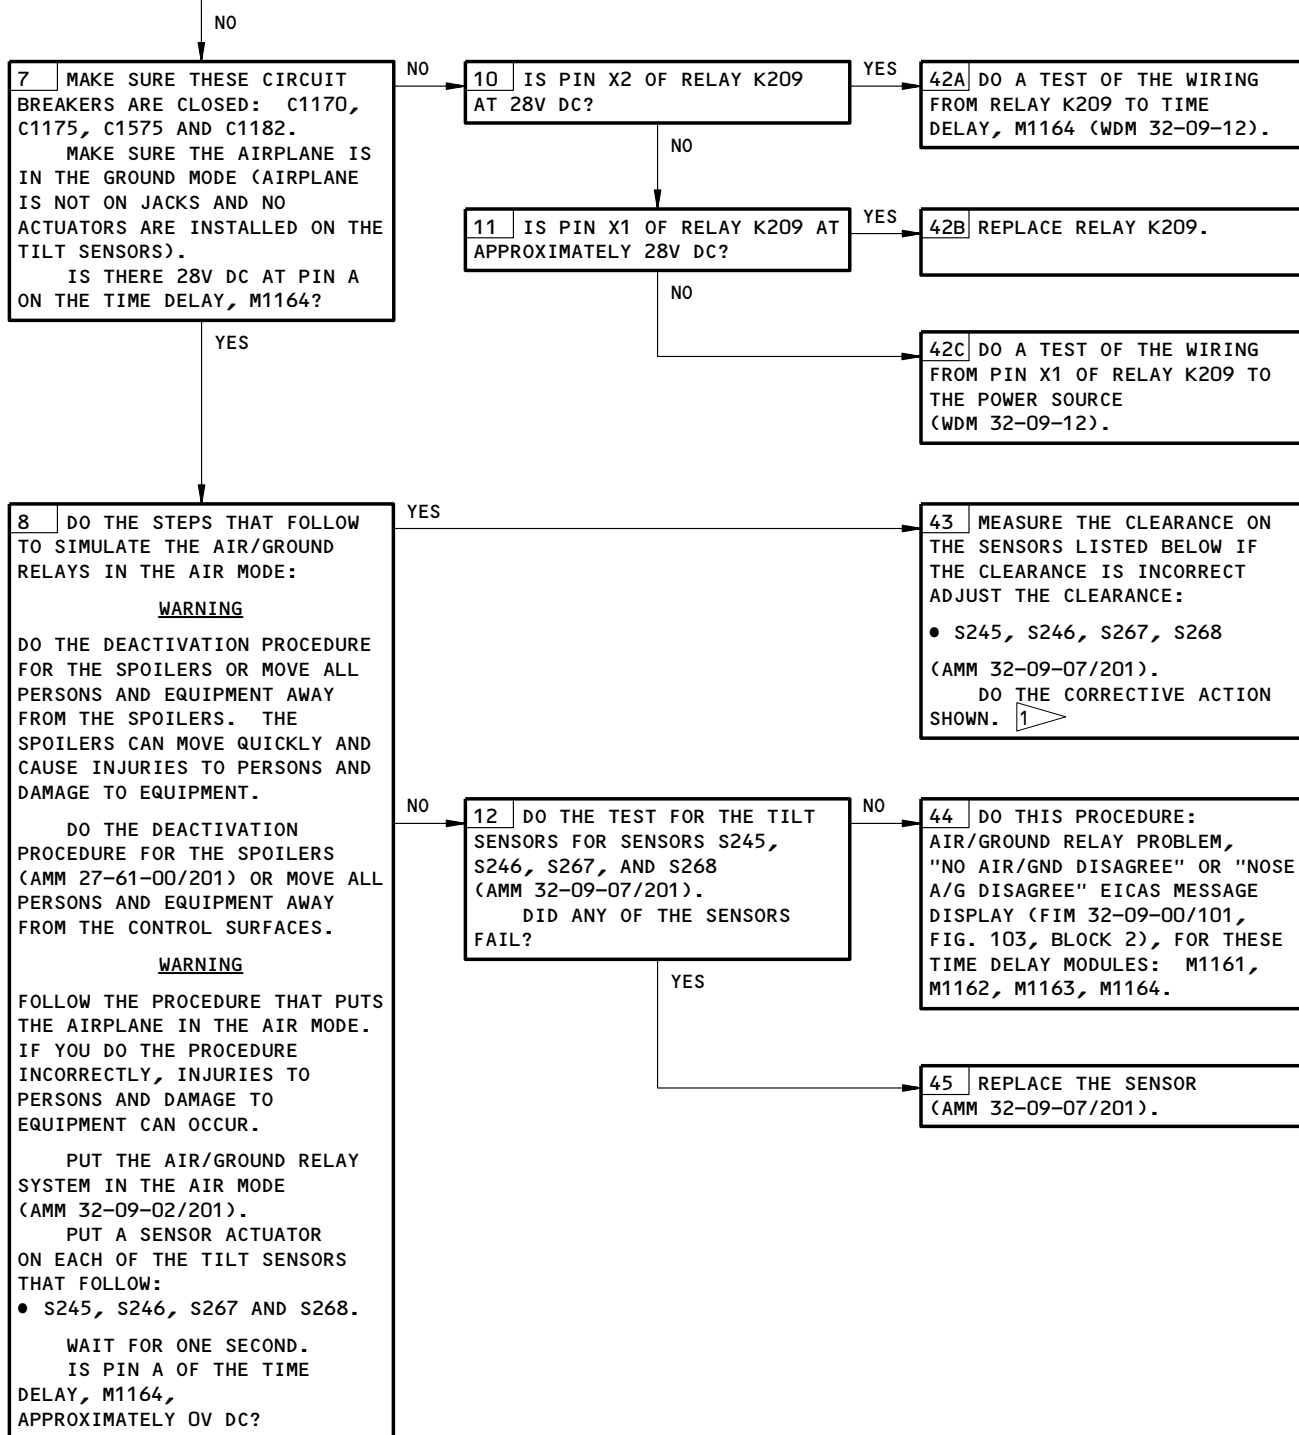 NO
7 MAKE SURE THESE CIRCUIT
BREAKERS ARE CLOSED: C1170,
C1175, C1575 AND C1182.
MAKE SURE THE AIRPLANE IS
IN THE GROUND MODE (AIRPLANE
IS NOT ON JACKS AND NO
ACTUATORS ARE INSTALLED ON THE
TILT SENSORS).
IS THERE 28V DC AT PIN A
ON THE TIME DELAY, M1164?
NO
10 IS PIN X2 OF RELAY K209
AT 28V DC?
YES
42A DO A TEST OF THE WIRING
FROM RELAY K209 TO TIME
DELAY, M1164 (WDM 32-09-12).
NO
11 IS PIN X1 OF RELAY K209 AT
APPROXIMATELY 28V DC?
YES
42B REPLACE RELAY K209.
NO
42C DO A TEST OF THE WIRING
FROM PIN X1 OF RELAY K209 TO
THE POWER SOURCE
(WDM 32-09-12).
YES
8 DO THE STEPS THAT FOLLOW
TO SIMULATE THE AIR/GROUND
RELAYS IN THE AIR MODE:
WARNING
DO THE DEACTIVATION PROCEDURE
FOR THE SPOILERS OR MOVE ALL
PERSONS AND EQUIPMENT AWAY
FROM THE SPOILERS. THE
SPOILERS CAN MOVE QUICKLY AND
CAUSE INJURIES TO PERSONS AND
DAMAGE TO EQUIPMENT.
DO THE DEACTIVATION
PROCEDURE FOR THE SPOILERS
(AMM 27-61-00/201) OR MOVE ALL
PERSONS AND EQUIPMENT AWAY
FROM THE CONTROL SURFACES.
WARNING
FOLLOW THE PROCEDURE THAT PUTS
THE AIRPLANE IN THE AIR MODE.
IF YOU DO THE PROCEDURE
INCORRECTLY, INJURIES TO
PERSONS AND DAMAGE TO
EQUIPMENT CAN OCCUR.
PUT THE AIR/GROUND RELAY
SYSTEM IN THE AIR MODE
(AMM 32-09-02/201).
PUT A SENSOR ACTUATOR
ON EACH OF THE TILT SENSORS
THAT FOLLOW:
● S245, S246, S267 AND S268.
WAIT FOR ONE SECOND.
IS PIN A OF THE TIME
DELAY, M1164,
APPROXIMATELY 0V DC?
YES
43 MEASURE THE CLEARANCE ON
THE SENSORS LISTED BELOW IF
THE CLEARANCE IS INCORRECT
ADJUST THE CLEARANCE:
● S245, S246, S267, S268
(AMM 32-09-07/201).
DO THE CORRECTIVE ACTION
SHOWN. 1
NO
12 DO THE TEST FOR THE TILT
SENSORS FOR SENSORS S245,
S246, S267, AND S268
(AMM 32-09-07/201).
DID ANY OF THE SENSORS
FAIL?
NO
44 DO THIS PROCEDURE:
AIR/GROUND RELAY PROBLEM,
"NO AIR/GND DISAGREE" OR "NOSE
A/G DISAGREE" EICAS MESSAGE
DISPLAY (FIM 32-09-00/101,
FIG. 103, BLOCK 2), FOR THESE
TIME DELAY MODULES: M1161,
M1162, M1163, M1164.
YES
45 REPLACE THE SENSOR
(AMM 32-09-07/201).